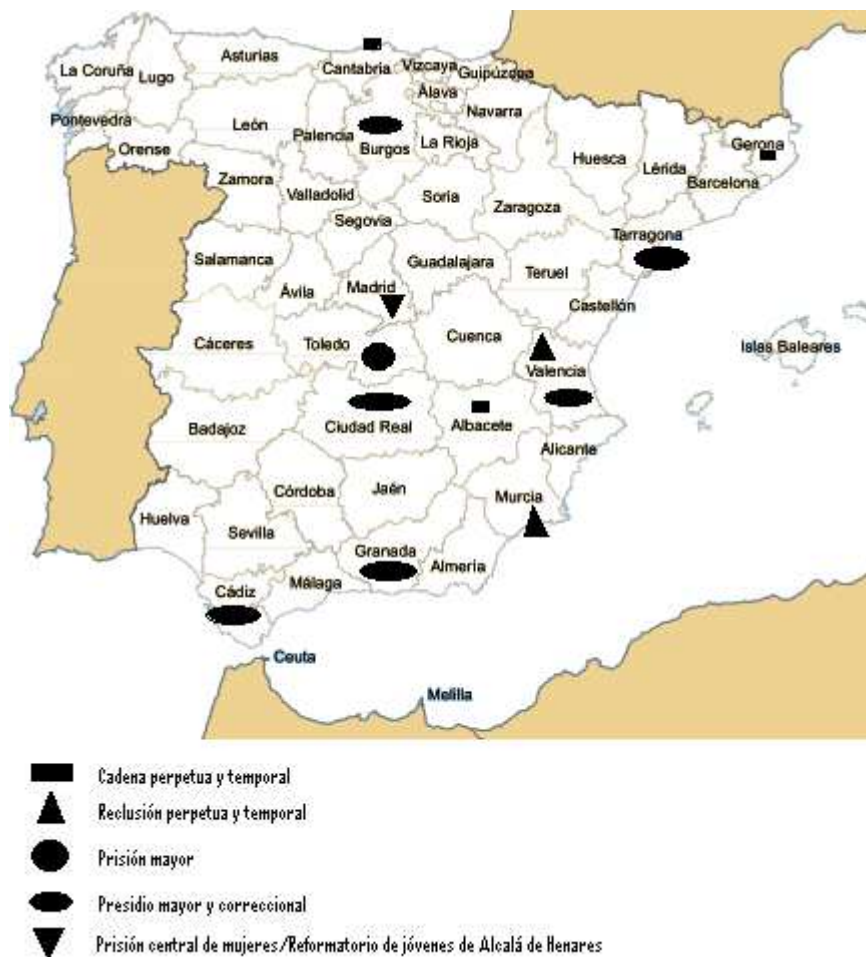 Asturias
Cantabria
Vizcaya
Guipúzcoa
La Coruña
Lugo
Álava
Navarra
Pontevedra
León
Palencia
Burgos
La Rioja
Orense
Huesca
Lérida
Gerona
Barcelona
Zamora
Valladolid
Soria
Zaragoza
Segovia
Tarragona
Salamanca
Guadalajara
Teruel
Ávila
Madrid
Castellón
Cáceres
Toledo
Cuenca
Islas Baleares
Valencia
Badajoz
Ciudad Real
Albacete
Alicante
Córdoba
Jaén
Murcia
Huelva
Sevilla
Granada
Almería
Cádiz
Málaga
Ceuta
Melilla
Cadena perpetua y temporal
Reclusión perpetua y temporal
Prisión mayor
Presidio mayor y correccional
Prisión central de mujeres/Reformatorio de jóvenes de Alcalá de Henares